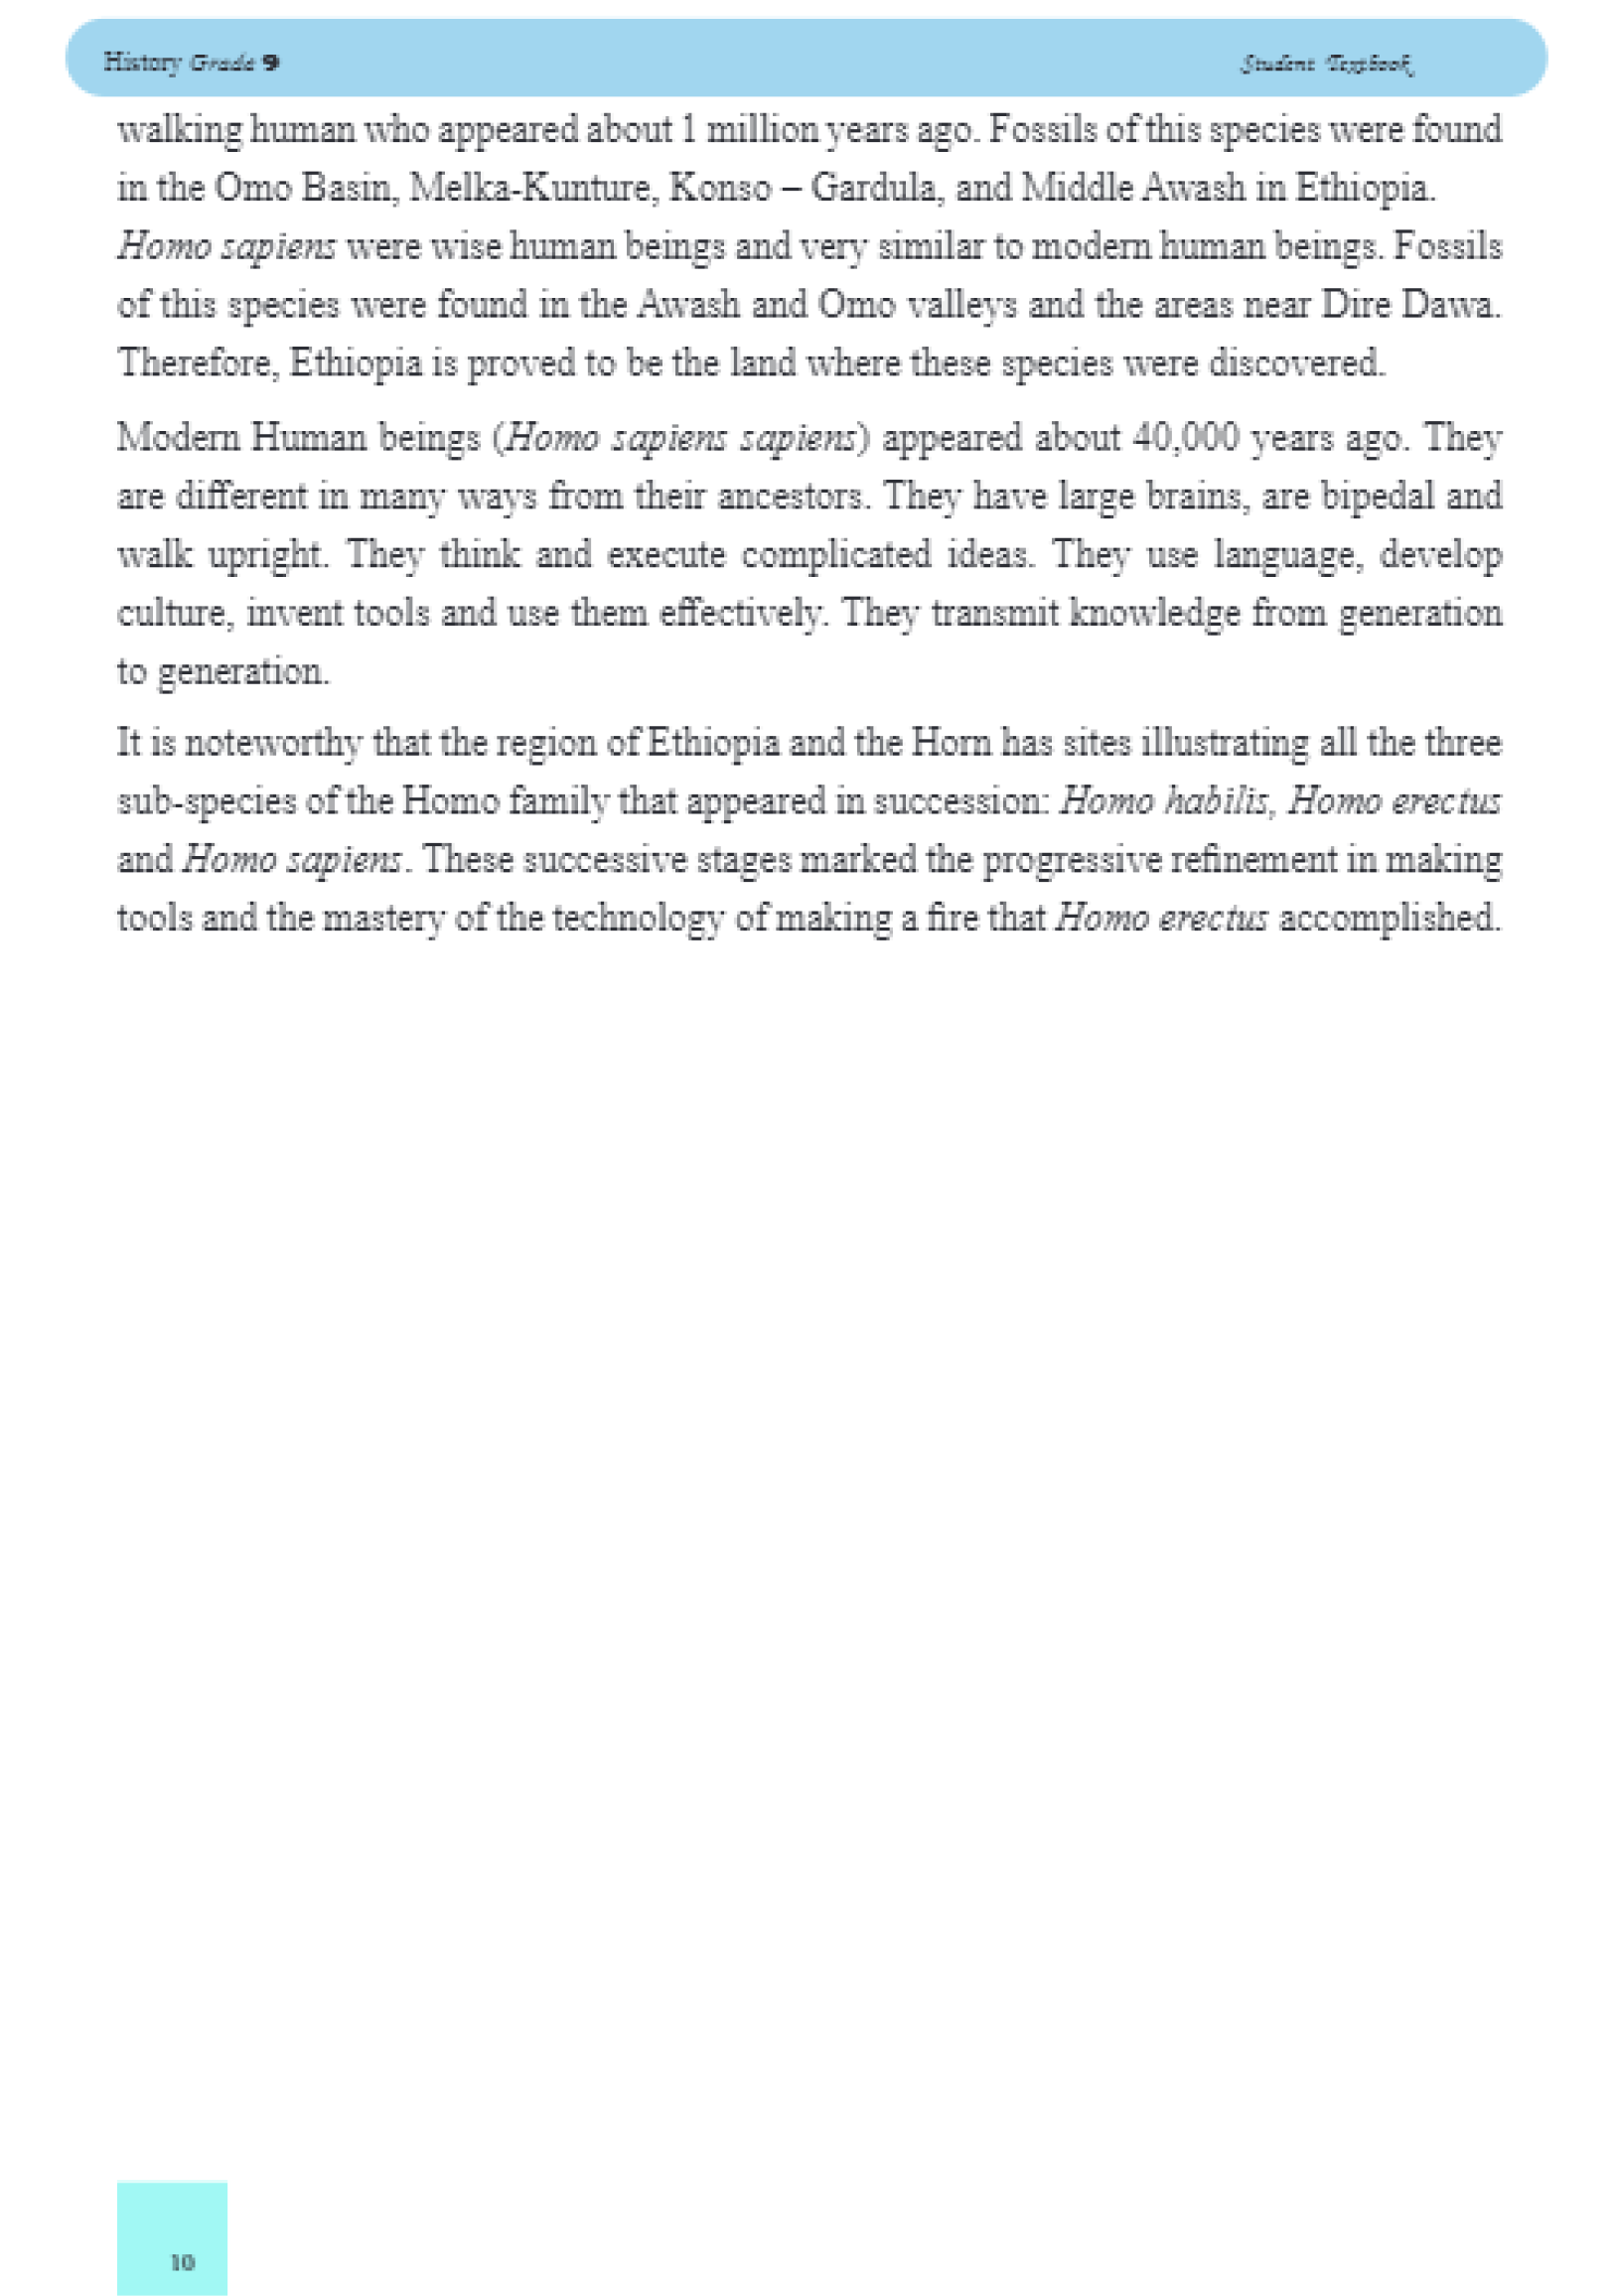 History Grade 9
Student Textbook
walking human who appeared about 1 million years ago. Fossils of this species were found
in the Omo Basin, Melka-Kunture, Konso – Gardula, and Middle Awash in Ethiopia.
Homo sapiens were wise human beings and very similar to modern human beings. Fossils
of this species were found in the Awash and Omo valleys and the areas near Dire Dawa.
Therefore, Ethiopia is proved to be the land where these species were discovered.
Modern Human beings (Homo sapiens sapiens) appeared about 40,000 years ago. They
are different in many ways from their ancestors. They have large brains, are bipedal and
walk upright. They think and execute complicated ideas. They use language, develop
culture, invent tools and use them effectively. They transmit knowledge from generation
to generation.
It is noteworthy that the region of Ethiopia and the Horn has sites illustrating all the three
sub-species of the Homo family that appeared in succession: Homo habilis, Homo erectus
and Homo sapiens. These successive stages marked the progressive refinement in making
tools and the mastery of the technology of making a fire that Homo erectus accomplished.
10